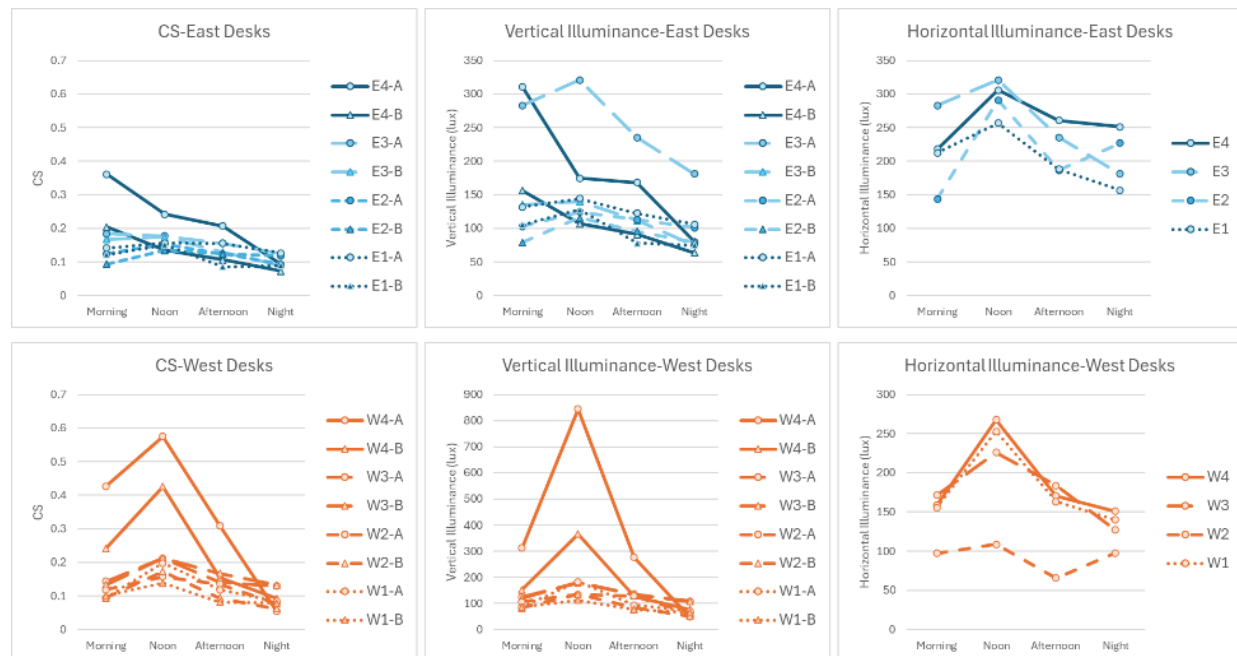 CS-East Desks
0.7
0.6
0.5
0.4
0.3
0.2
0.1
0
CS
Morning Noon Afternoon Night
E4-A
E4-B
E3-A
E3-B
E2-A
E2-B
E1-A
E1-B
Vertical Illuminance-East Desks
350
300
250
200
150
100
50
0
Vertical Illuminance (lux)
Morning Noon Afternoon Night
E4-A
E4-B
E3-A
E3-B
E2-A
E2-B
E1-A
E1-B
Horizontal Illuminance-East Desks
350
300
250
200
150
100
50
0
Horizontal Illuminance (lux)
Morning Noon Afternoon Night
E4
E3
E2
E1
CS-West Desks
0.7
0.6
0.5
0.4
0.3
0.2
0.1
0
CS
Morning Noon Afternoon Night
W4-A
W4-B
W3-A
W3-B
W2-A
W2-B
W1-A
W1-B
Vertical Illuminance-West Desks
900
800
700
600
500
400
300
200
100
0
Vertical Illuminance (lux)
Morning Noon Afternoon Night
W4-A
W4-B
W3-A
W3-B
W2-A
W2-B
W1-A
W1-B
Horizontal Illuminance-West Desks
300
250
200
150
100
50
0
Horizontal Illuminance (lux)
Morning Noon Afternoon Night
W4
W3
W2
W1